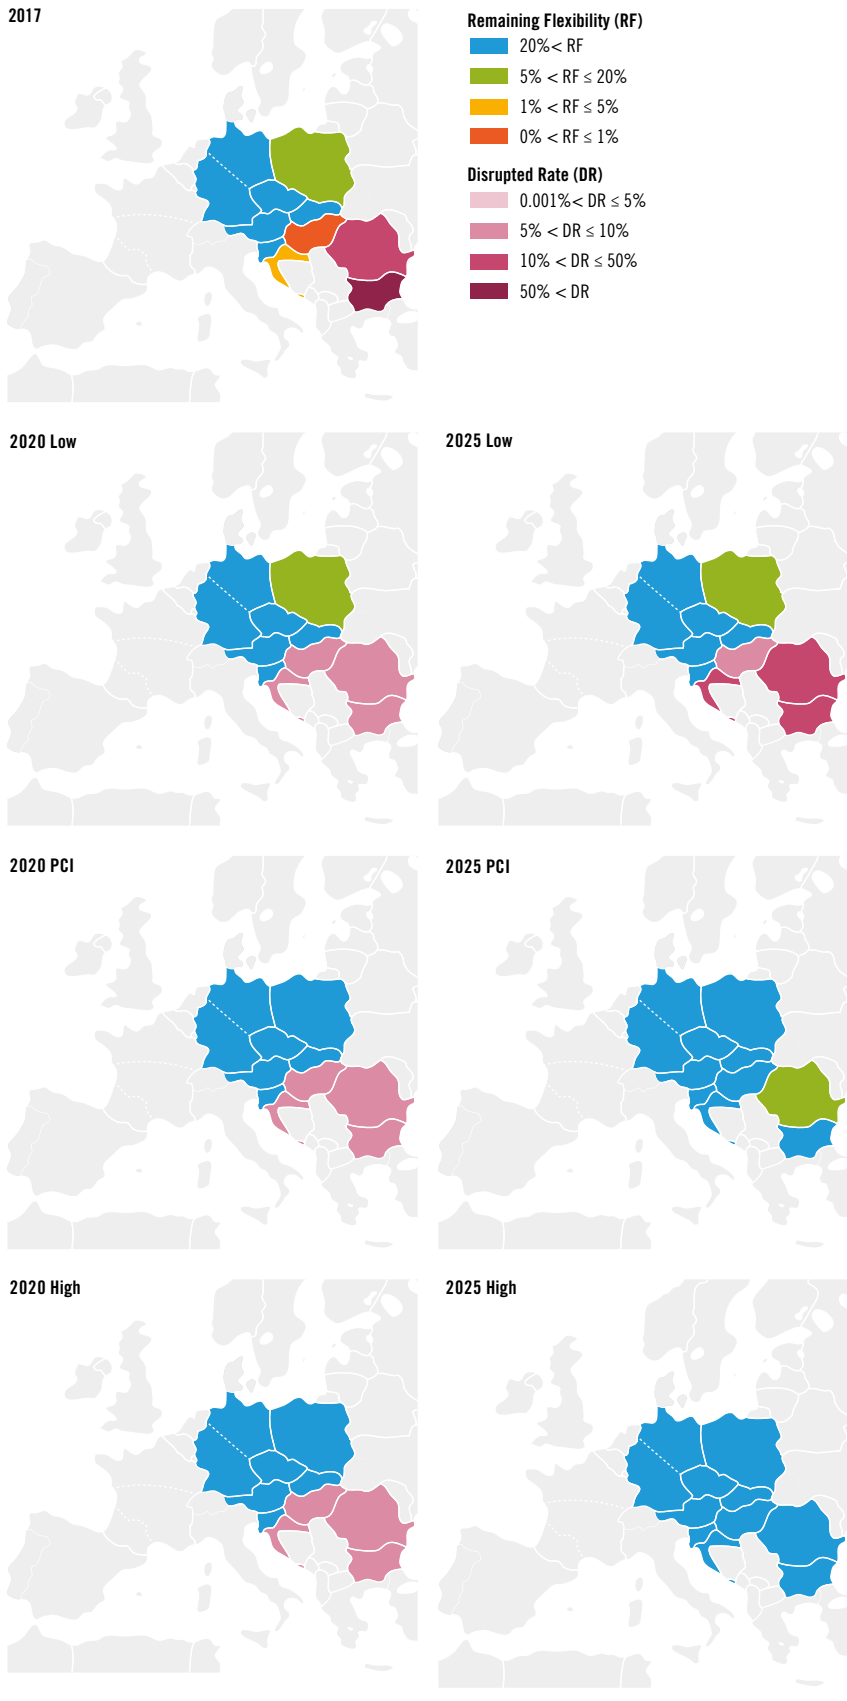 2017
Remaining Flexibility (RF)
20%< RF
5% < RF ≤ 20%
1% < RF ≤ 5%
0% < RF ≤ 1%
Disrupted Rate (DR)
0.001%< DR ≤ 5%
5% < DR ≤ 10%
10% < DR ≤ 50%
50% < DR
2020 Low
2025 Low
2020 PCI
2025 PCI
2020 High
2025 High